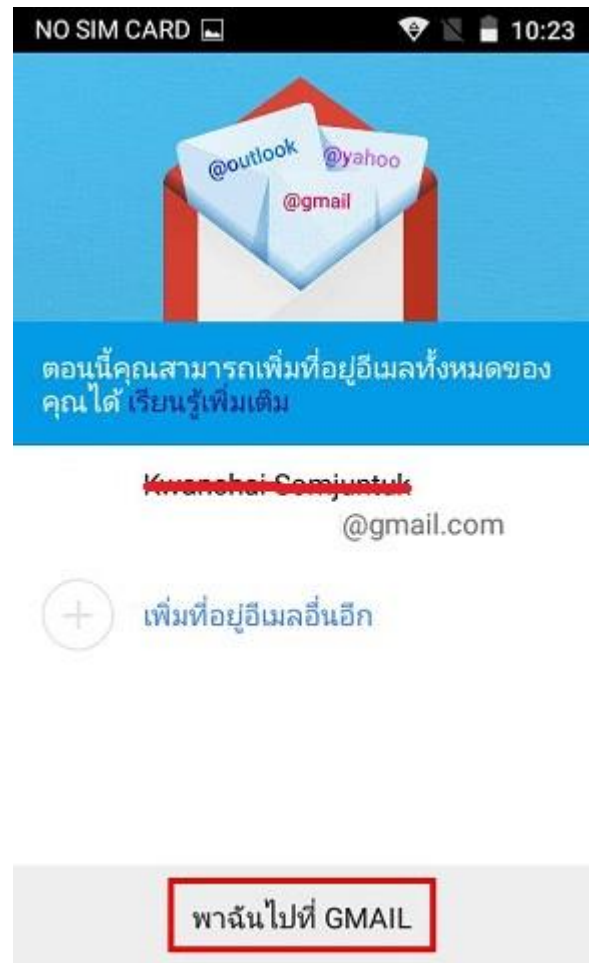 NO SIM CARD 10:23
@outlook @yahoo
@gmail
ตอนนี้คุณสามารถเพิ่มที่อยู่อีเมลทั้งหมดของ
คุณได้ เรียนรู้เพิ่มเติม
@gmail.com
เพิ่มที่อยู่อีเมลอื่นอีก
พาฉันไปที่ GMAIL